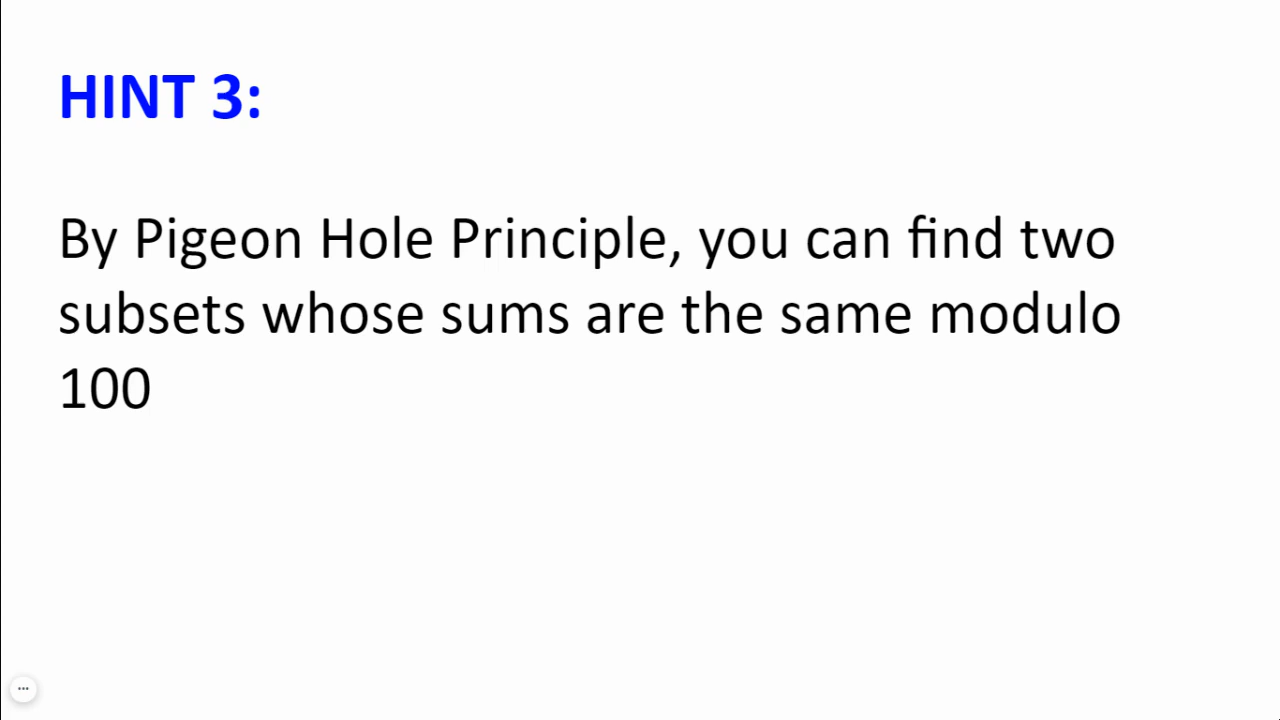 HINT 3:
By Pigeon Hole Principle, you can find two
subsets whose sums are the same modulo
100